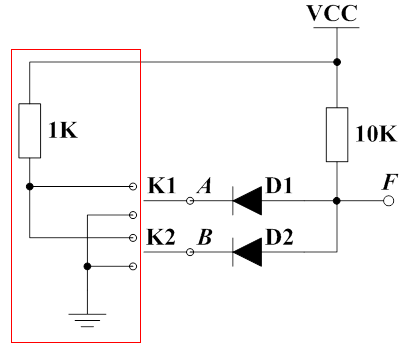 VCC
1K
10K
K1 A D1
F
K2 B D2